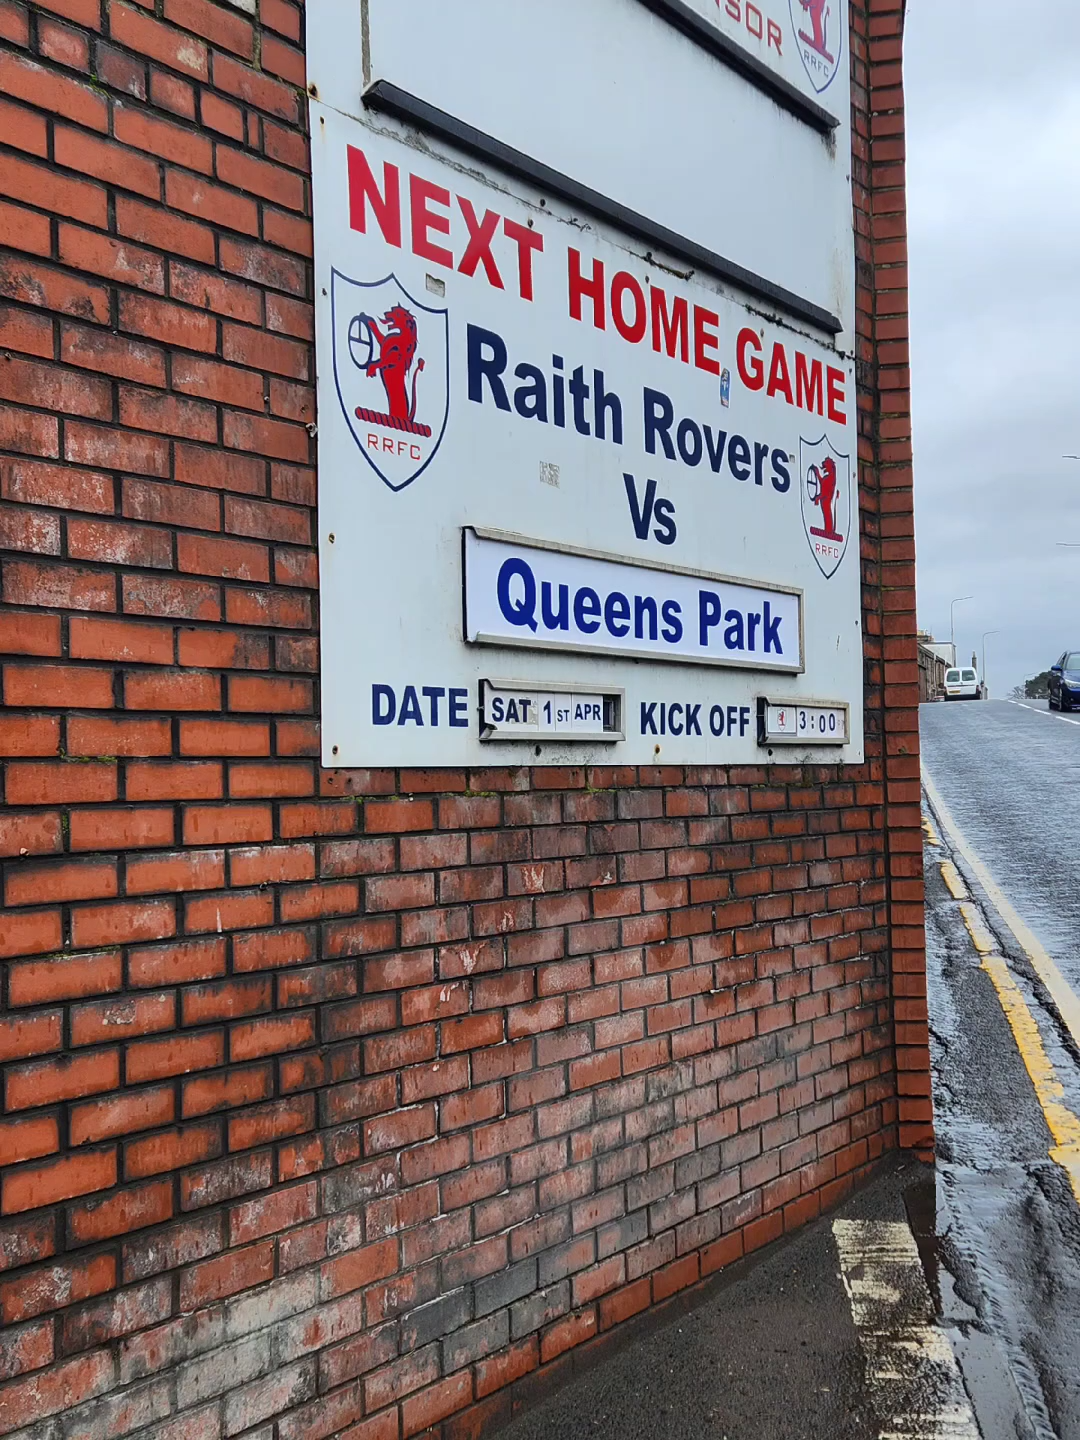 RRFC
NEXT HOME GAME
Raith Rovers
Vs
Queens Park
RRFC
RRFC
DATE SAT 1 ST APR KICK OFF 3:00